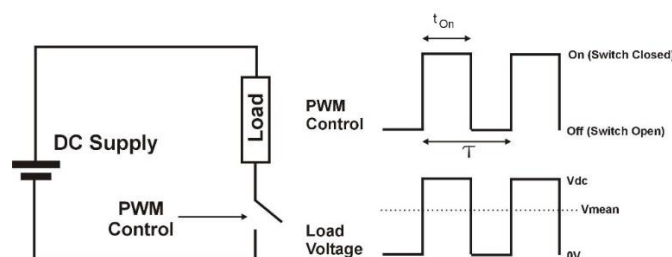 t On
On (Switch Closed)
PWM
Control
Off (Switch Open)
τ
DC Supply
Load
PWM
Control
Load
Voltage
Vdc
Vmean
0V